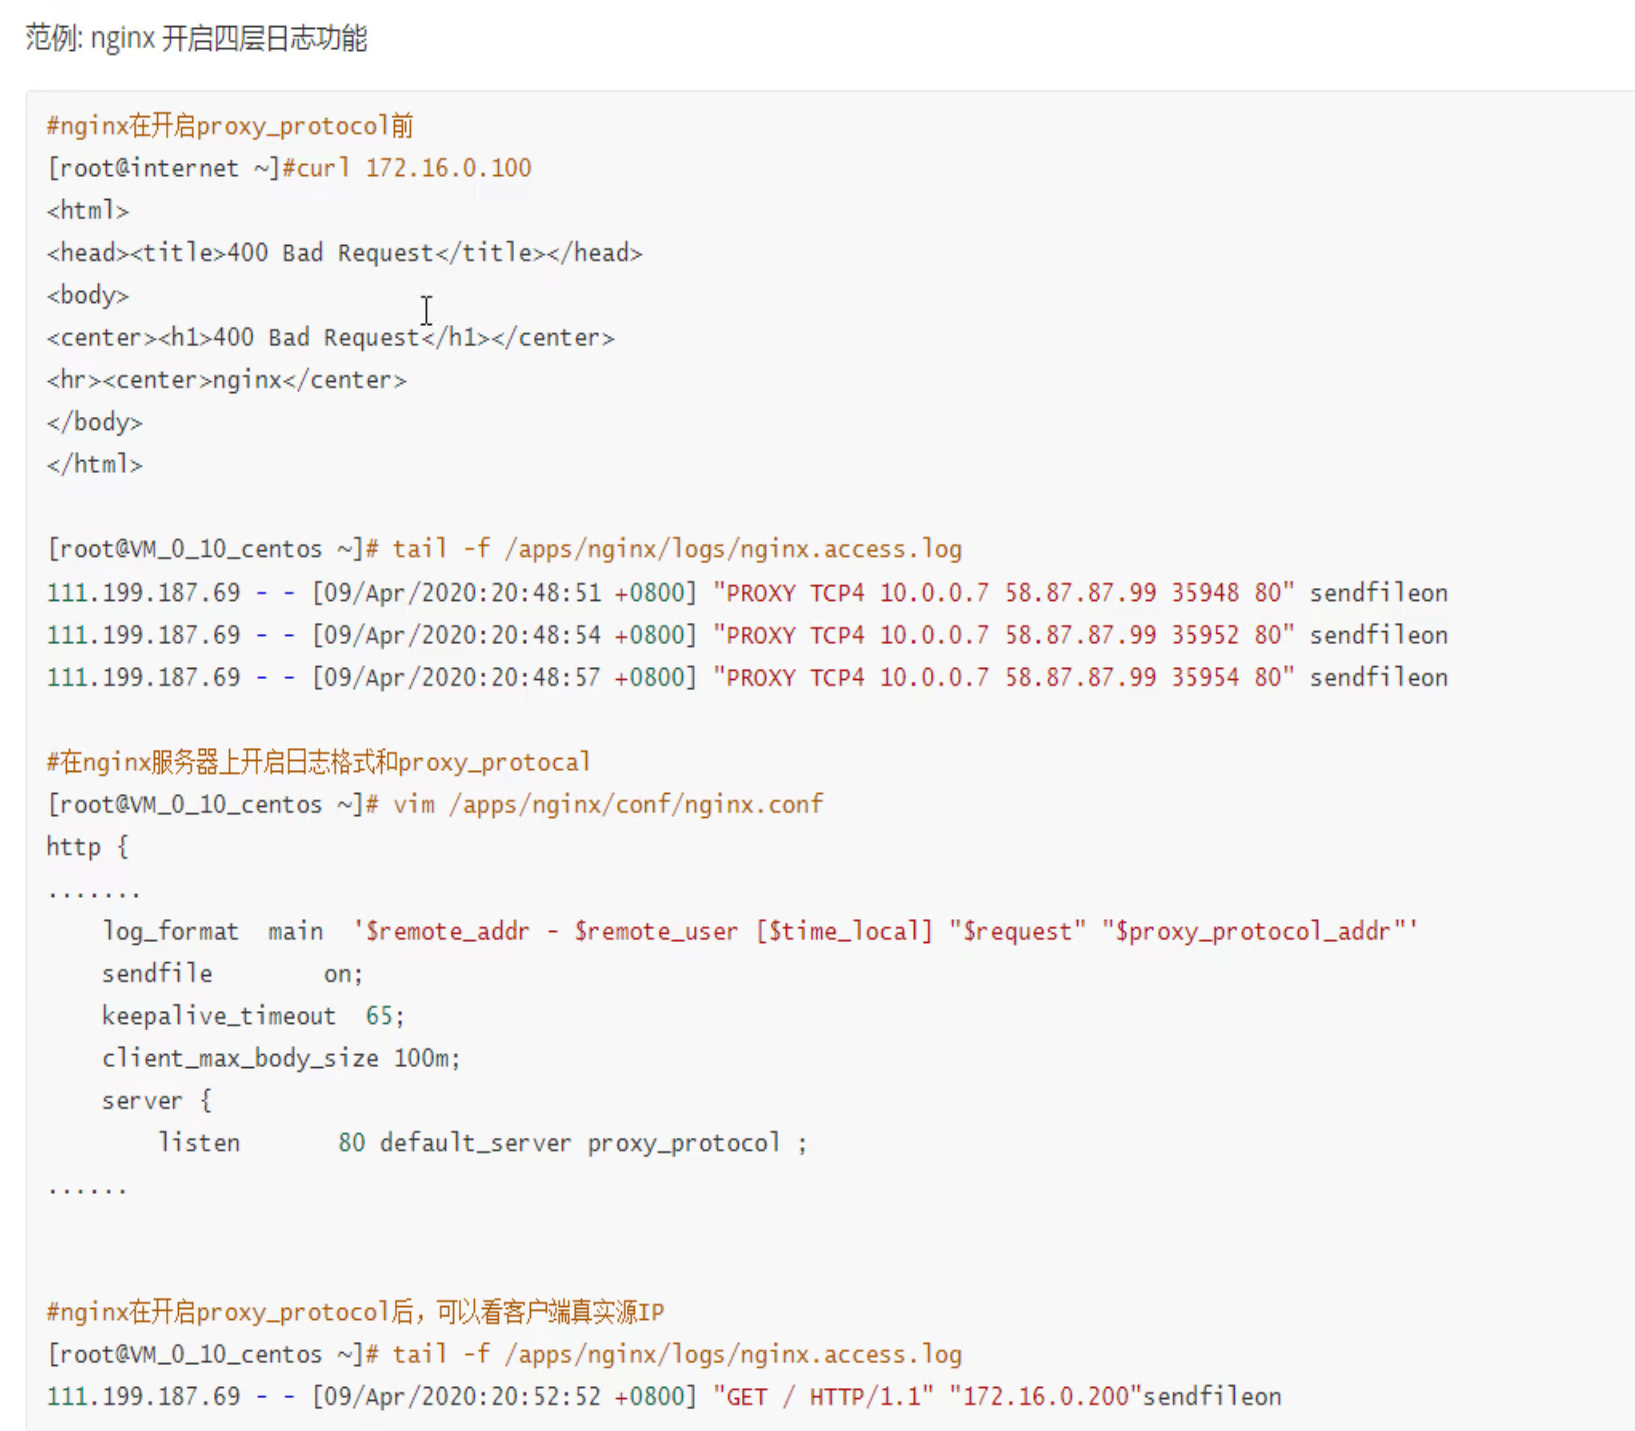 范例: nginx 开启四层日志功能
#nginx在开启proxy_protocol前
[root@internet ~]#curl 172.16.0.100
<html>
<head><title>400 Bad Request</title></head>
<body>
<center><h1>400 Bad Request</h1></center>
<hr><center>nginx</center>
</body>
</html>
[root@VM_0_10_centos ~]# tail -f /apps/nginx/logs/nginx.access.log
111.199.187.69 - - [09/Apr/2020:20:48:51 +0800] "PROXY TCP4 10.0.0.7 58.87.87.99 35948 80" sendfileon
111.199.187.69 - - [09/Apr/2020:20:48:54 +0800] "PROXY TCP4 10.0.0.7 58.87.87.99 35952 80" sendfileon
111.199.187.69 - - [09/Apr/2020:20:48:57 +0800] "PROXY TCP4 10.0.0.7 58.87.87.99 35954 80" sendfileon
#在nginx服务器上开启日志格式和proxy_protocal
[root@VM_0_10_centos ~]# vim /apps/nginx/conf/nginx.conf
http {
.......
log_format  main  '$remote_addr - $remote_user [$time_local] "$request" "$proxy_protocol_addr"'
sendfile        on;
keepalive_timeout  65;
client_max_body_size 100m;
server {
listen       80 default_server proxy_protocol ;
......
#nginx在开启proxy_protocol后，可以看客户端真实源IP
[root@VM_0_10_centos ~]# tail -f /apps/nginx/logs/nginx.access.log
111.199.187.69 - - [09/Apr/2020:20:52:52 +0800] "GET / HTTP/1.1" "172.16.0.200"sendfileon